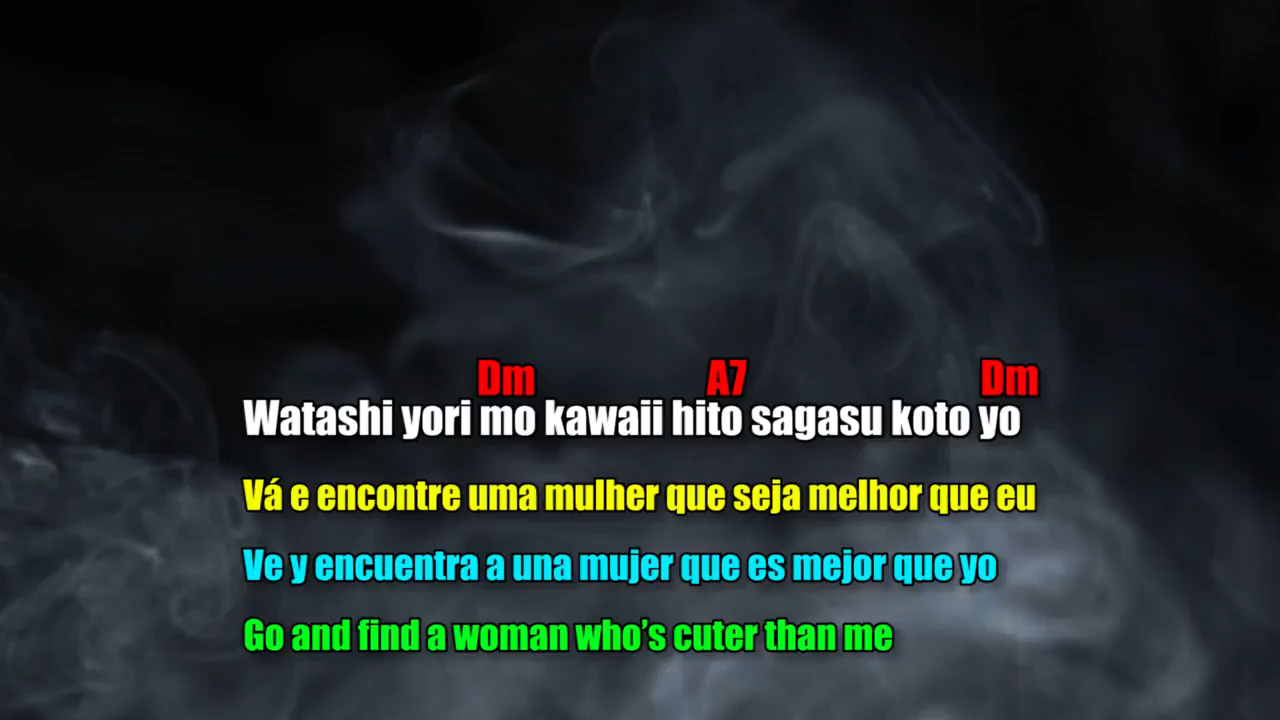 Dm A7 Dm
Watashi yori mo kawaii hito sagasu koto yo
Vá e encontre uma mulher que seja melhor que eu
Ve y encuentra a una mujer que es mejor que yo
Go and find a woman who’s cuter than me